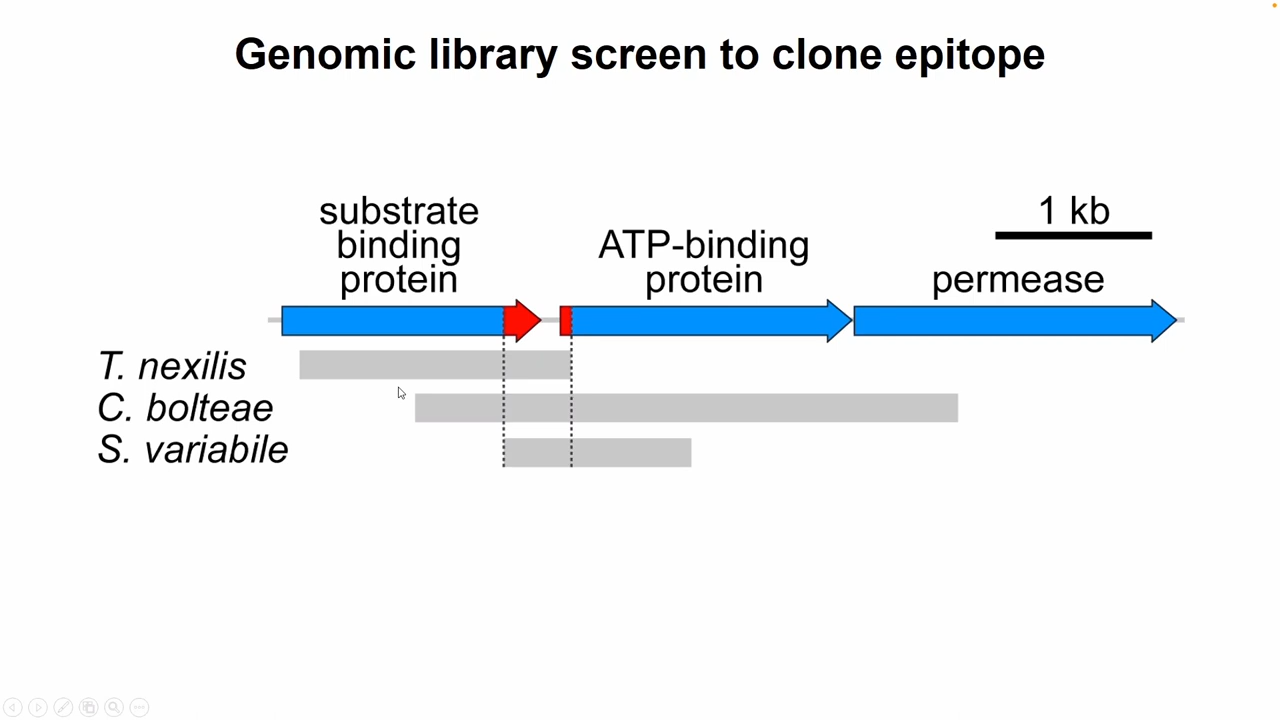 Genomic library screen to clone epitope
substrate
binding
protein
ATP-binding
protein
1 kb
permease
T. nexilis
C. bolteae
S. variabile